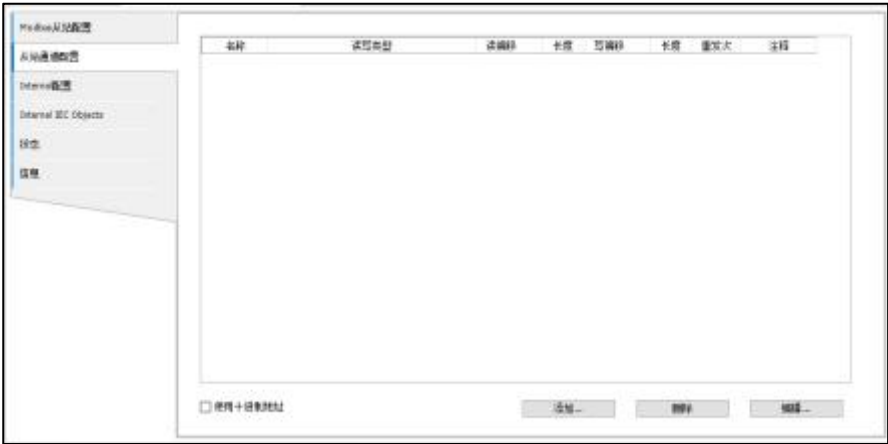 Modbus从站配置
从站通道配置
Internal配置
Internal IEC Objects
状态
信息
名称 读写类型 读偏移 长度 写偏移 长度 重发次 注释
使用十进制地址
添加... 删除 编辑...